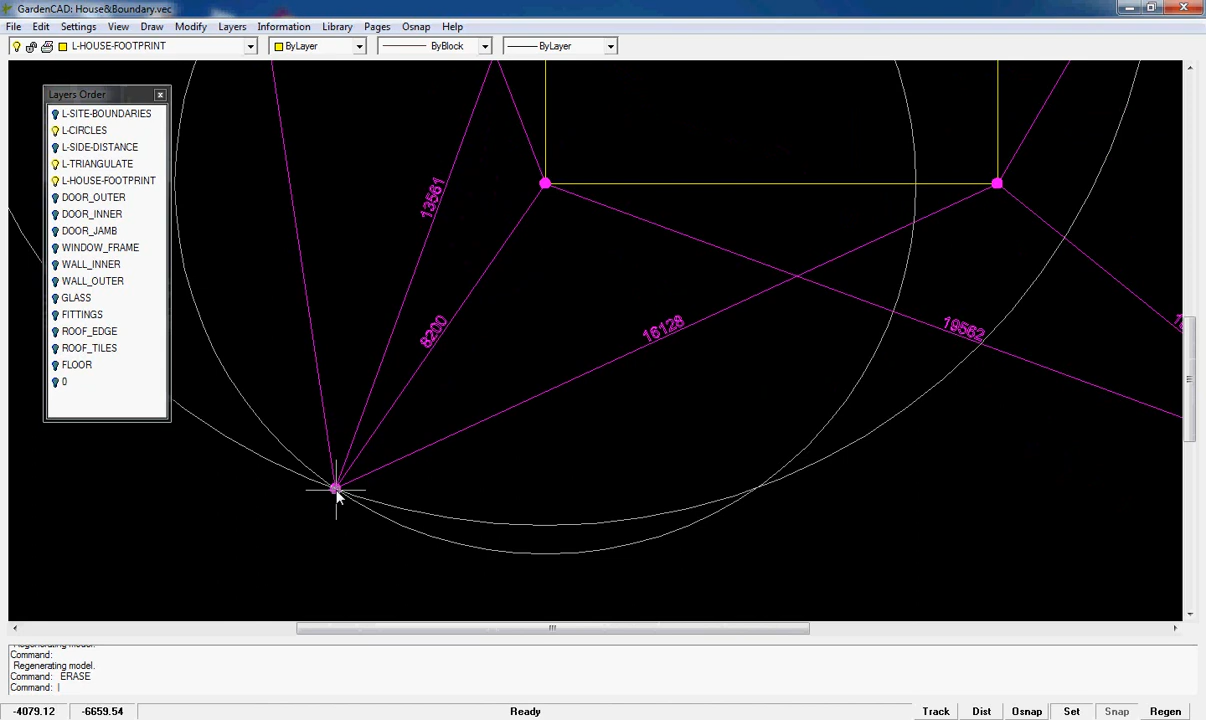 GardenCAD: House&Boundary.vec
File Edit Settings View Draw Modify Layers Information Library Pages Osnap Help
L-HOUSE-FOOTPRINT ByLayer ByBlock ByLayer
Layers Order
L-SITE-BOUNDARIES
L-CIRCLES
L-SIDE-DISTANCE
L-TRIANGULATE
L-HOUSE-FOOTPRINT
DOOR_OUTER
DOOR_INNER
DOOR_JAMB
WINDOW_FRAME
WALL_INNER
WALL_OUTER
GLASS
FITTINGS
ROOF_EDGE
ROOF_TILES
FLOOR
0
13561
8200
16128
19562
Regenerating model.
Command:
Regenerating model.
Command: ERASE
Command:
-4079.12 -6659.54 Ready Track Dist Osnap Set Snap Regen